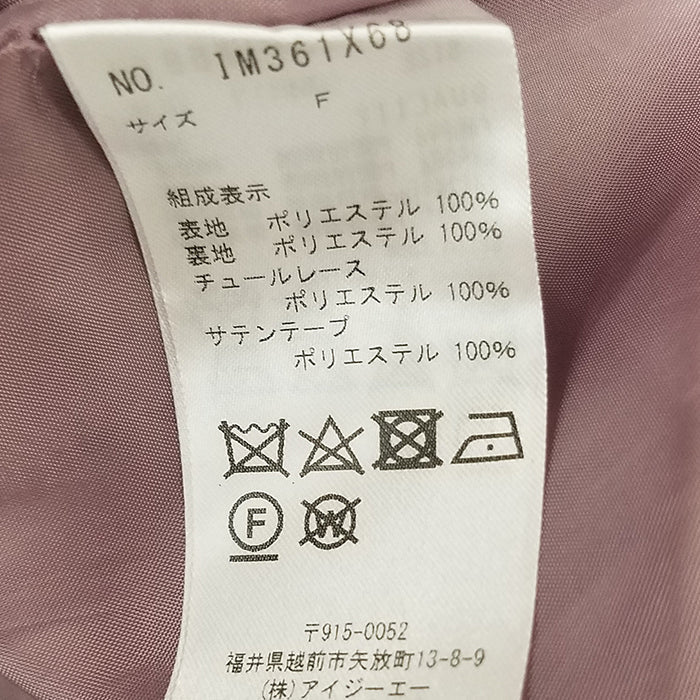 NO. IM361X68
サイズ F
組成表示
表地 ポリエステル 100%
裏地 ポリエステル 100%
チュールレース
ポリエステル 100%
サテンテープ
ポリエステル 100%
F W
〒915-0052
福井県越前市矢放町13-8-9
(株)アイジーエー